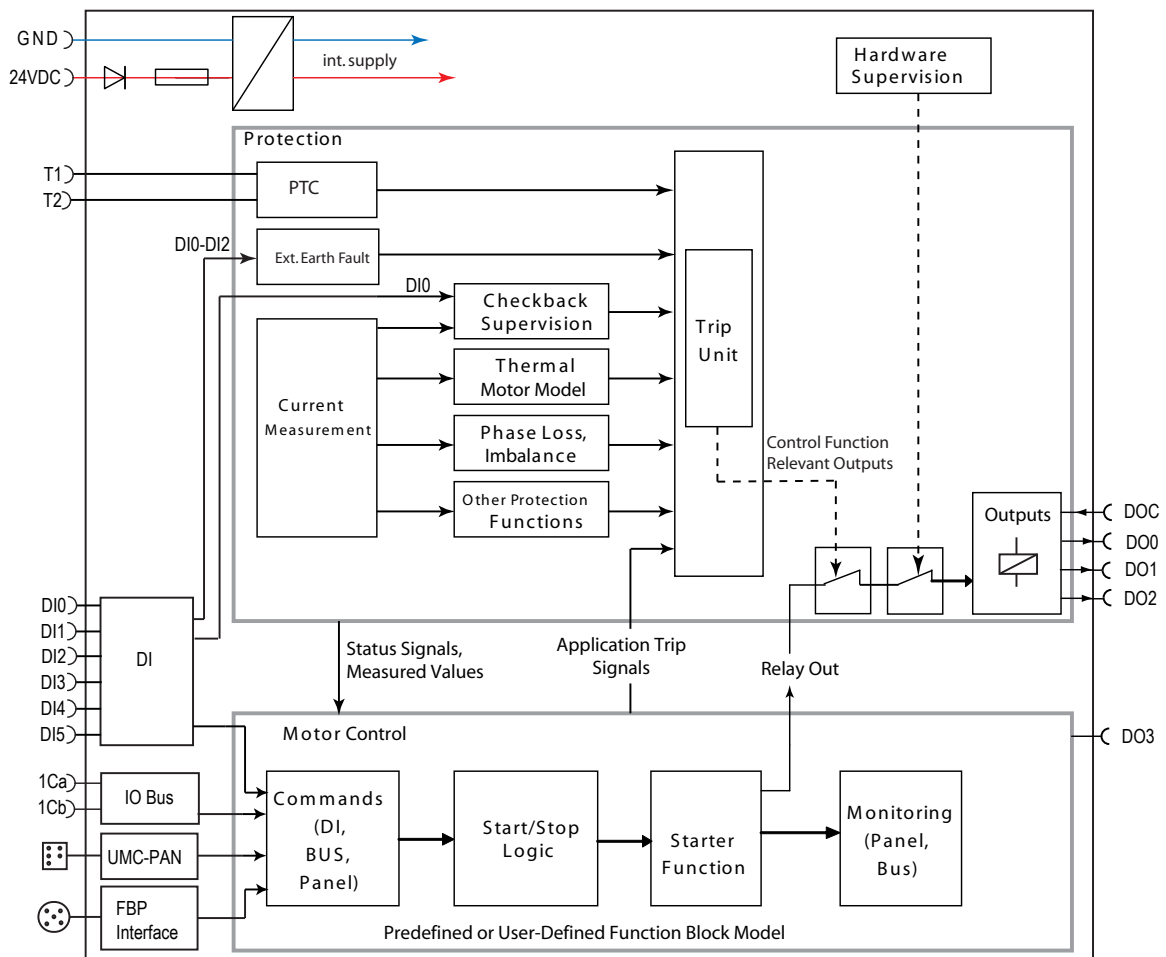 GND
24VDC
int. supply
Hardware
Supervision
Protection
T1
T2
PTC
DI0-DI2
Ext. Earth Fault
DI0
Checkback
Supervision
Trip
Unit
Thermal
Motor Model
Current
Measurement
Phase Loss,
Imbalance
Control Function
Relevant Outputs
Other Protection
Functions
Outputs
DOC
DO0
DO1
DO2
DI0
DI1
DI2
DI3
DI4
DI5
DI
Status Signals,
Measured Values
Application Trip
Signals
Relay Out
Motor Control
DO3
1Ca
1Cb
IO Bus
UMC-PAN
FBP
Interface
Commands
(DI,
BUS,
Panel)
Start/Stop
Logic
Starter
Function
Monitoring
(Panel,
Bus)
Predefined or User-Defined Function Block Model